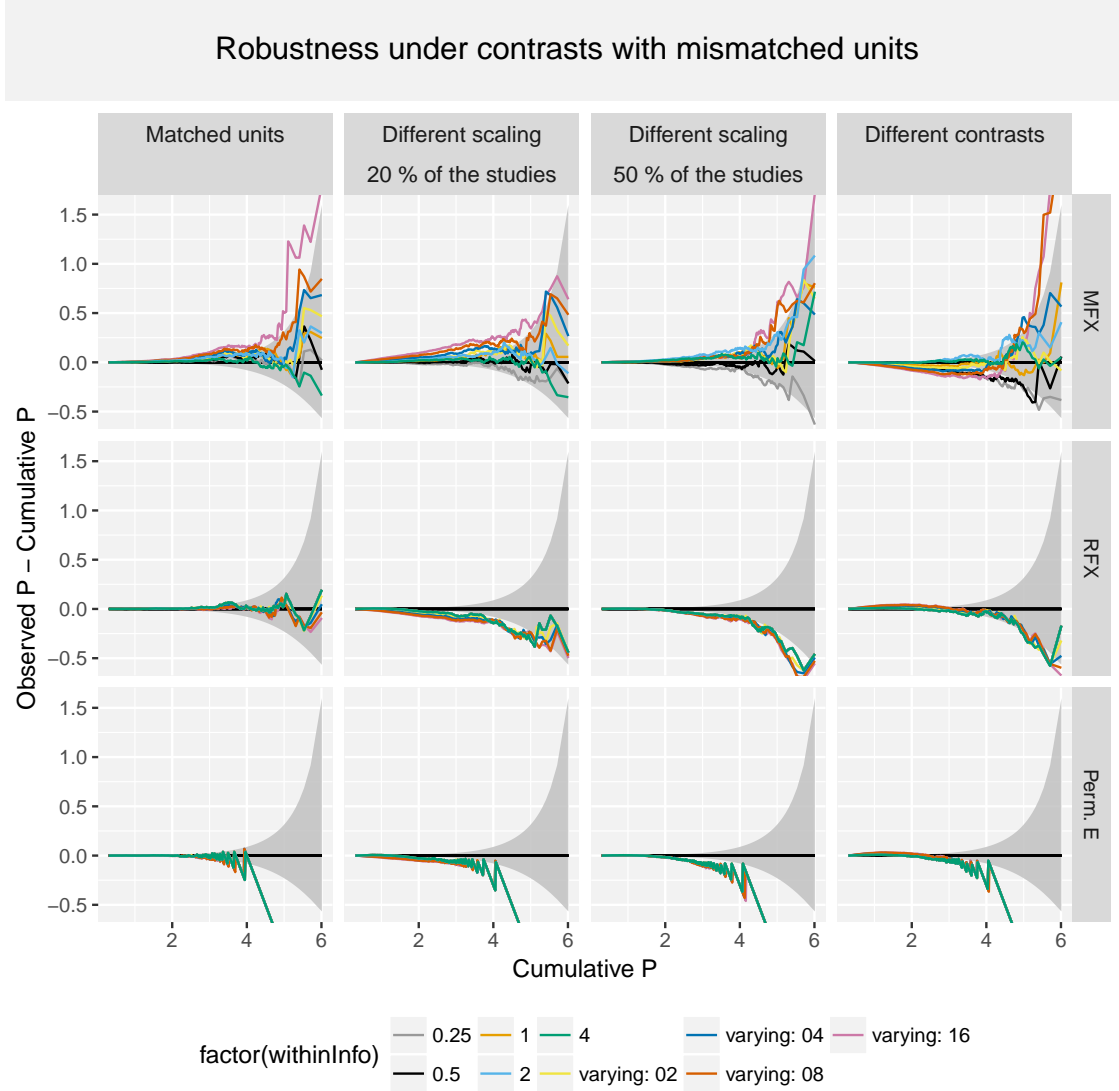 Robustness under contrasts with mismatched units
Matched units
Different scaling
20 % of the studies
Different scaling
50 % of the studies
Different contrasts
1.5
1.0
0.5
0.0
−0.5
MFX
1.5
1.0
0.5
0.0
−0.5
RFX
1.5
1.0
0.5
0.0
−0.5
Perm. E
Observed P − Cumulative P
2 4 6
2 4 6
2 4 6
2 4 6
Cumulative P
factor(withinInfo)
0.25 1 4 varying: 04 varying: 16
0.5 2 varying: 02 varying: 08